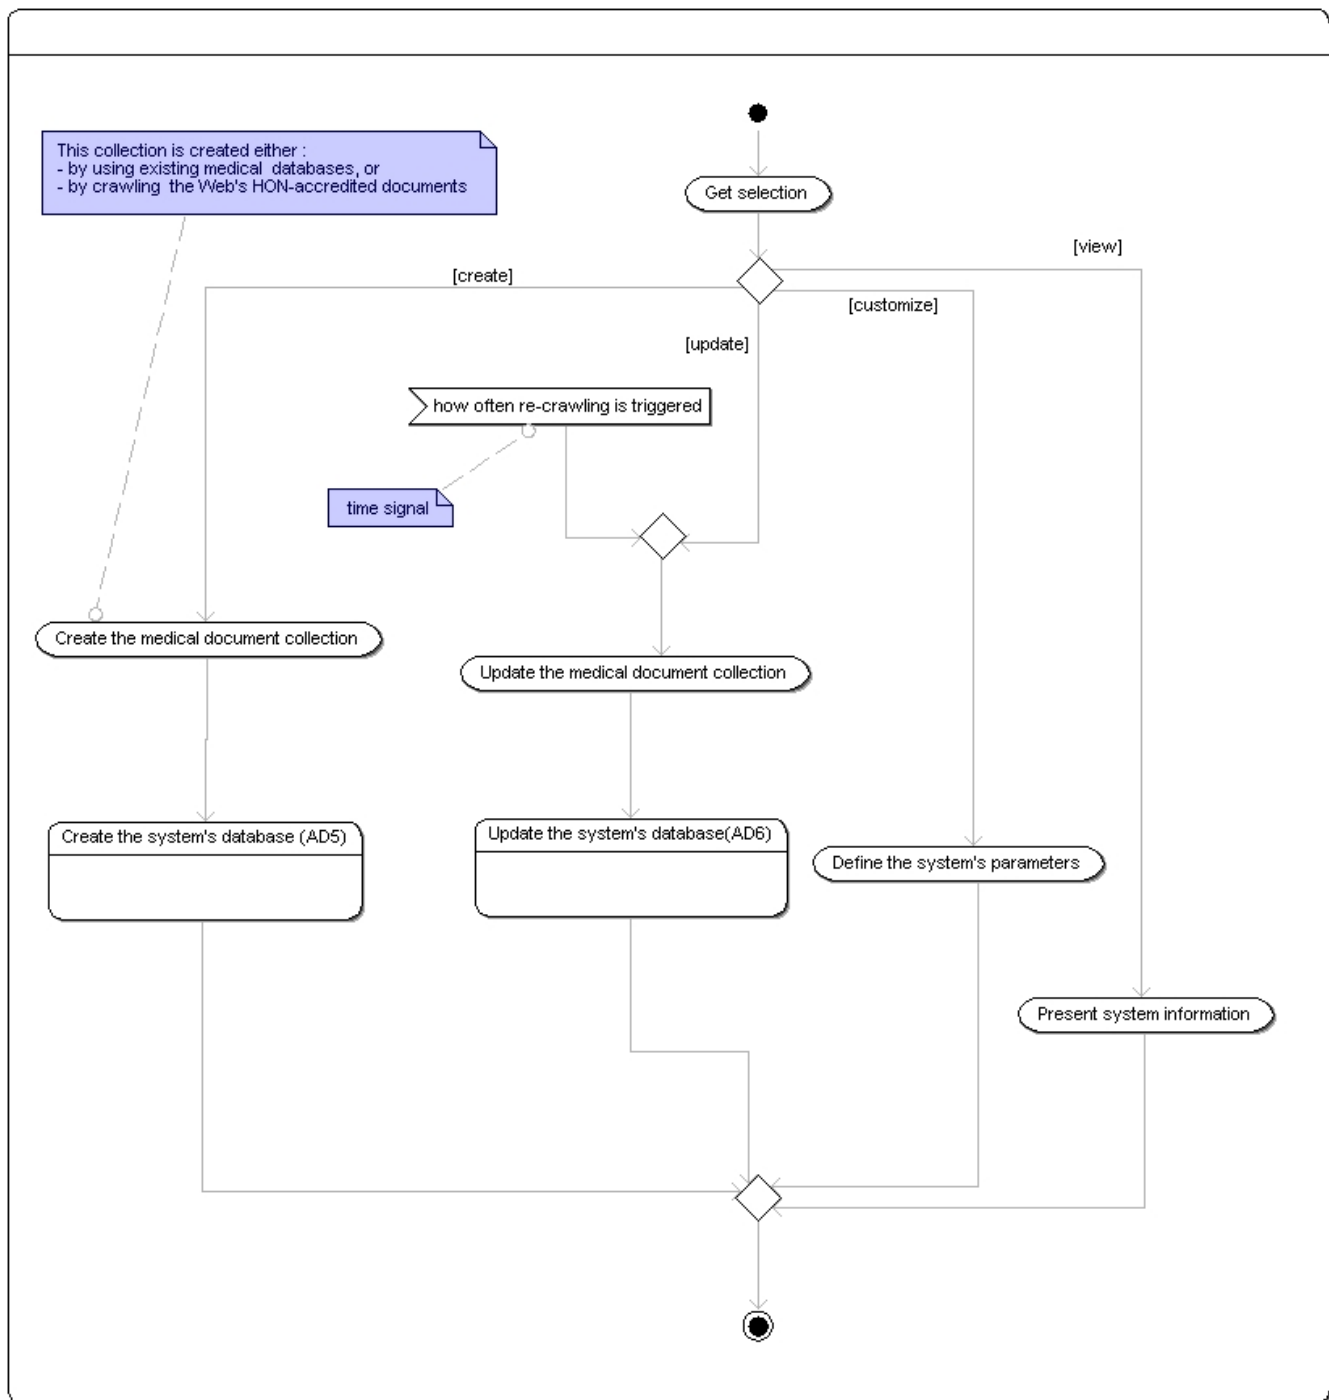 This collection is created either :
- by using existing medical  databases, or
- by crawling  the Web's HON-accredited documents
Get selection
[view]
[create]
[customize]
[update]
how often re-crawling is triggered
time signal
Create the medical document collection
Update the medical document collection
Create the system's database (AD5)
Update the system's database(AD6)
Define the system's parameters
Present system information